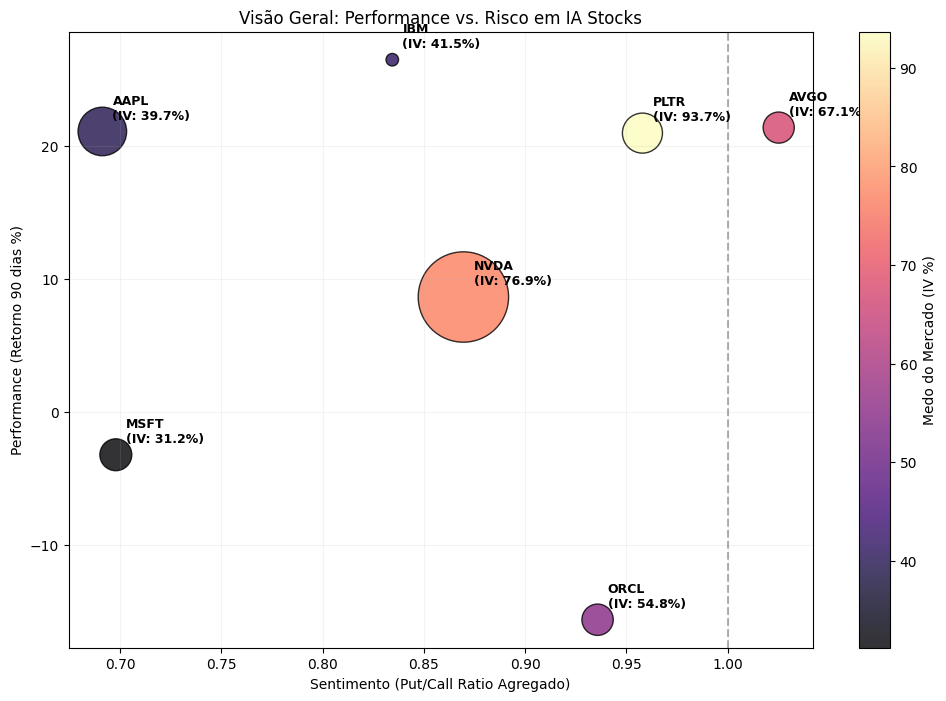 Visão Geral: Performance vs. Risco em IA Stocks
IBM
(IV: 41.5%)
AAPL
(IV: 39.7%)
PLTR
(IV: 93.7%)
AVGO
(IV: 67.1%
NVDA
(IV: 76.9%)
MSFT
(IV: 31.2%)
ORCL
(IV: 54.8%)
20
10
0
−10
Performance (Retorno 90 dias %)
0.70 0.75 0.80 0.85 0.90 0.95 1.00
Sentimento (Put/Call Ratio Agregado)
90
80
70
60
50
40
Medo do Mercado (IV %)